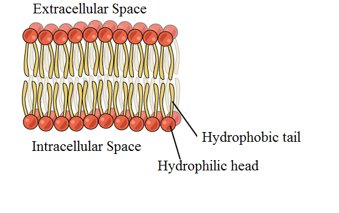 Extracellular Space
Hydrophobic tail
Intracellular Space
Hydrophilic head